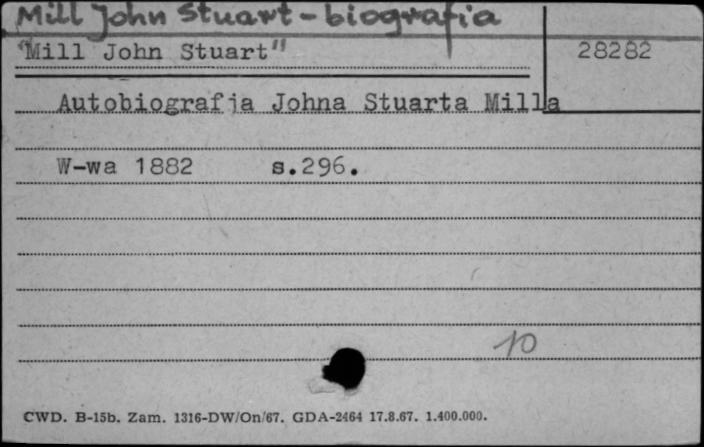 Mill John Stuart - biografia
"Mill John Stuart"
28282
Autobiografia Johna Stuarta Milla
W-wa 1882 s.296.
10
CWD. B-15b. Zam. 1316-DW/On/67. GDA-2464 17.8.67. 1.400.000.